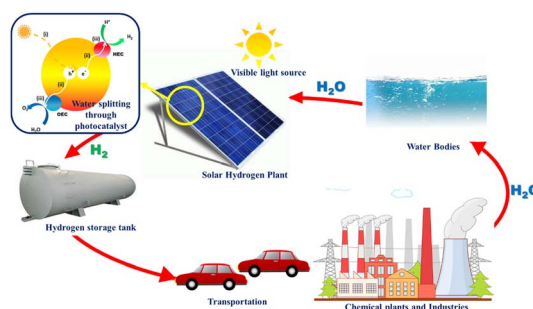 (i)
(iii)
H⁺
H₂
HEC
(ii)
h⁺
e⁻
(ii)
(iii)
O₂
OEC
H₂O
Water splitting
through
photocatalyst
Visible light source
H₂O
Water Bodies
Solar Hydrogen Plant
H₂
Hydrogen storage tank
H₂O
Transportation
Chemical plants and Industries